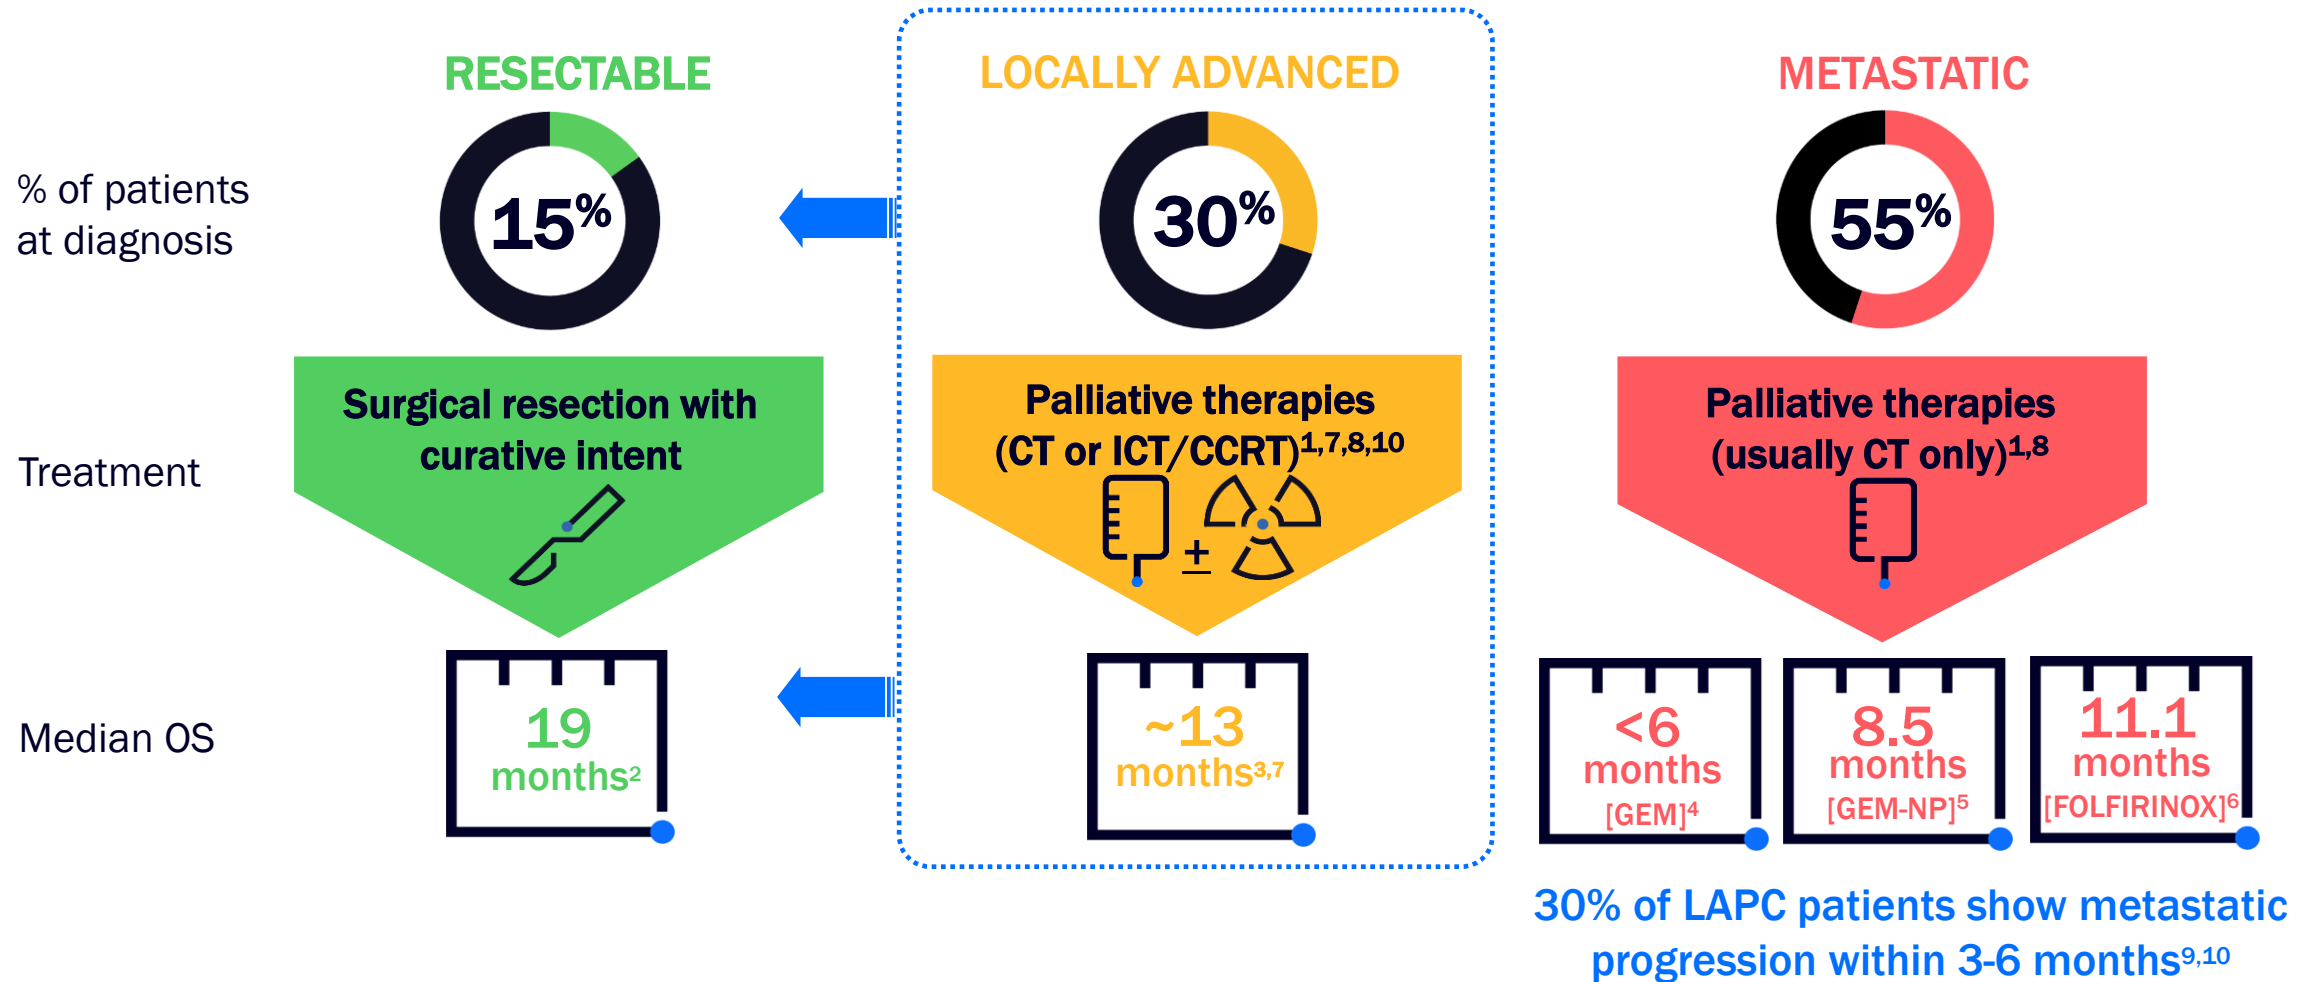 RESECTABLE
LOCALLY ADVANCED
METASTATIC
% of patients
at diagnosis
15%
30%
55%
Treatment
Surgical resection with
curative intent
Palliative therapies
(CT or ICT/CCRT)1,7,8,10
±
Palliative therapies
(usually CT only)1,8
Median OS
19
months2
~13
months3,7
<6
months
[GEM]4
8.5
months
[GEM-NP]5
11.1
months
[FOLFIRINOX]6
30% of LAPC patients show metastatic
progression within 3-6 months9,10